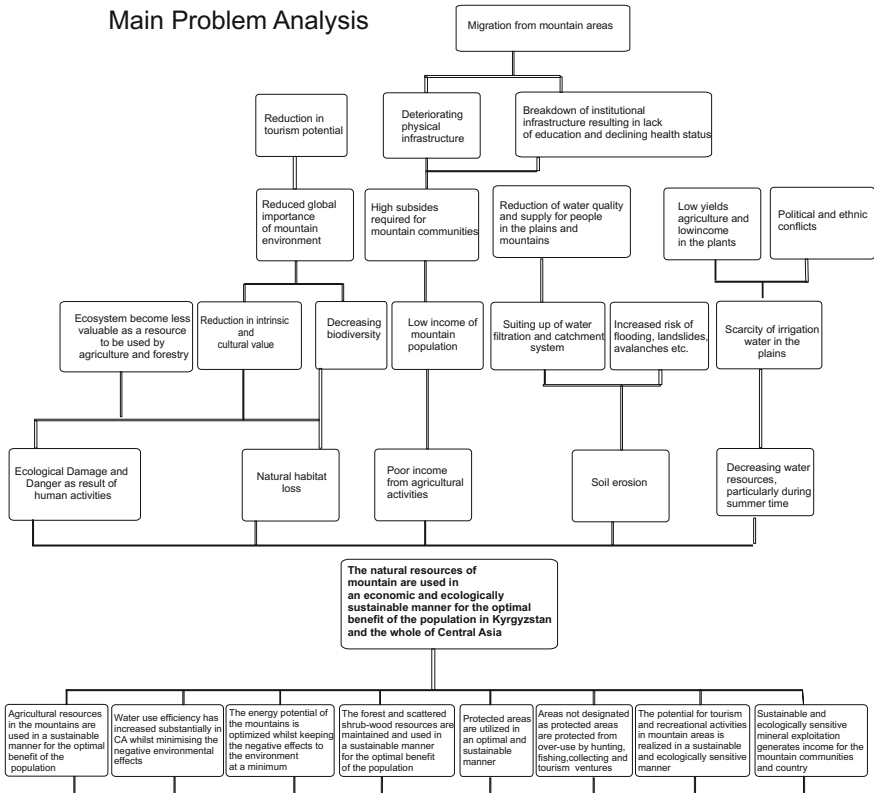 Main Problem Analysis
Migration from mountain areas
Reduction in
tourism potential
Deteriorating
physical
infrastructure
Breakdown of institutional
infrastructure resulting in lack
of education and declining health status
Reduced global
importance
of mountain
environment
High subsides
required for
mountain communities
Reduction of water quality
and supply for people
in the plains and
mountains
Low yields
agriculture and
lowincome
in the plants
Political and ethnic
conflicts
Ecosystem become less
valuable as a resource
to be used by
agriculture and forestry
Reduction in intrinsic
and
cultural value
Decreasing
biodiversity
Low income of
mountain
population
Suiting up of water
filtration and catchment
system
Increased risk of
flooding, landslides,
avalanches etc.
Scarcity of irrigation
water in the
plains
Ecological Damage and
Danger as result of
human activities
Natural habitat
loss
Poor income
from agricultural
activities
Soil erosion
Decreasing water
resources,
particularly during
summer time
The natural resources of
mountain are used in
an economic and ecologically
sustainable manner for the optimal
benefit of the population in Kyrgyzstan
and the whole of Central Asia
Agricultural resources
in the mountains are
used in a sustainable
manner for the optimal
benefit of the
population
Water use efficiency has
increased substantially in
CA whilst minimising the
negative environmental
effects
The energy potential of
the mountains is
optimized whilst keeping
the negative effects to
the environment
at a minimum
The forest and scattered
shrub-wood resources are
maintained and used in
a sustainable manner
for the optimal benefit
of the population
Protected areas
are utilized in
an optimal and
sustainable
manner
Areas not designated
as protected areas
are protected from
over-use by hunting,
fishing,collecting and
tourism ventures
The potential for tourism
and recreational activities
in mountain areas is
realized in a sustainable
and ecologically sensitive
manner
Sustainable and
ecologically sensitive
mineral exploitation
generates income for the
mountain communities
and country